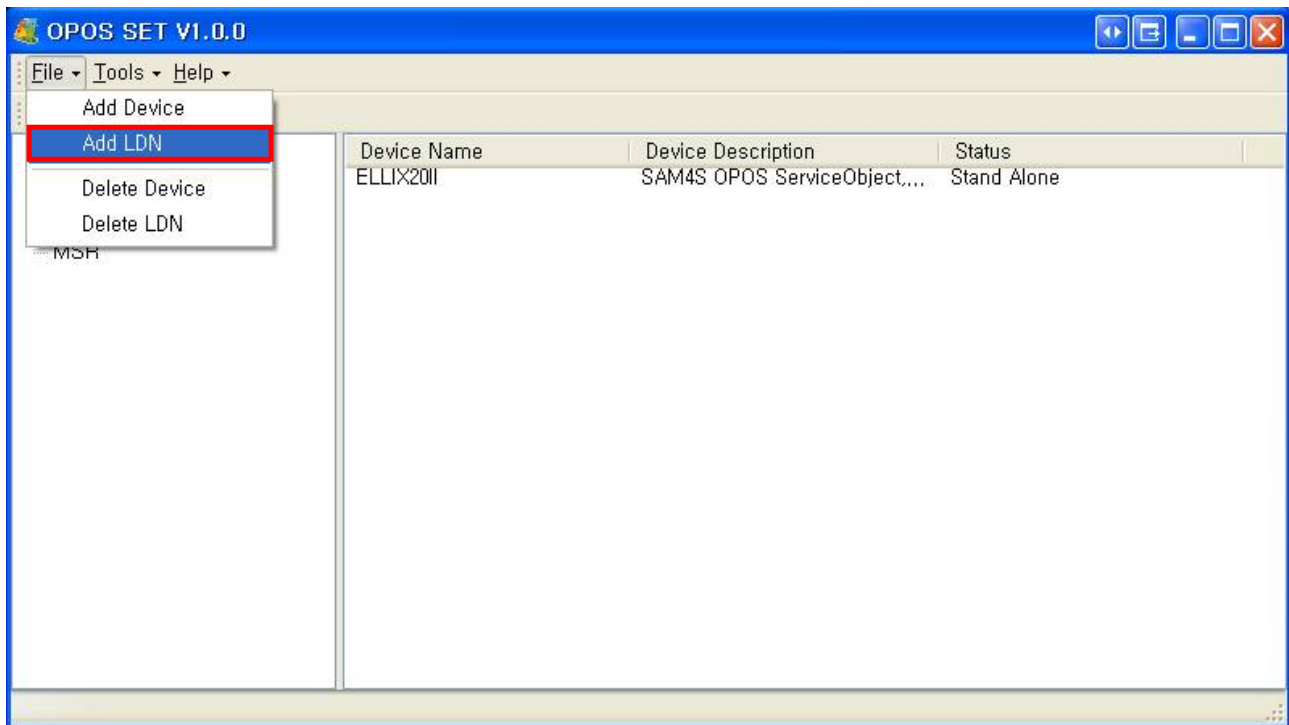 OPOS SET V1.0.0
File Tools Help
Add Device
Add LDN
Delete Device
Delete LDN
MSR
Device Name Device Description Status
ELLIX20II SAM4S OPOS ServiceObject,... Stand Alone